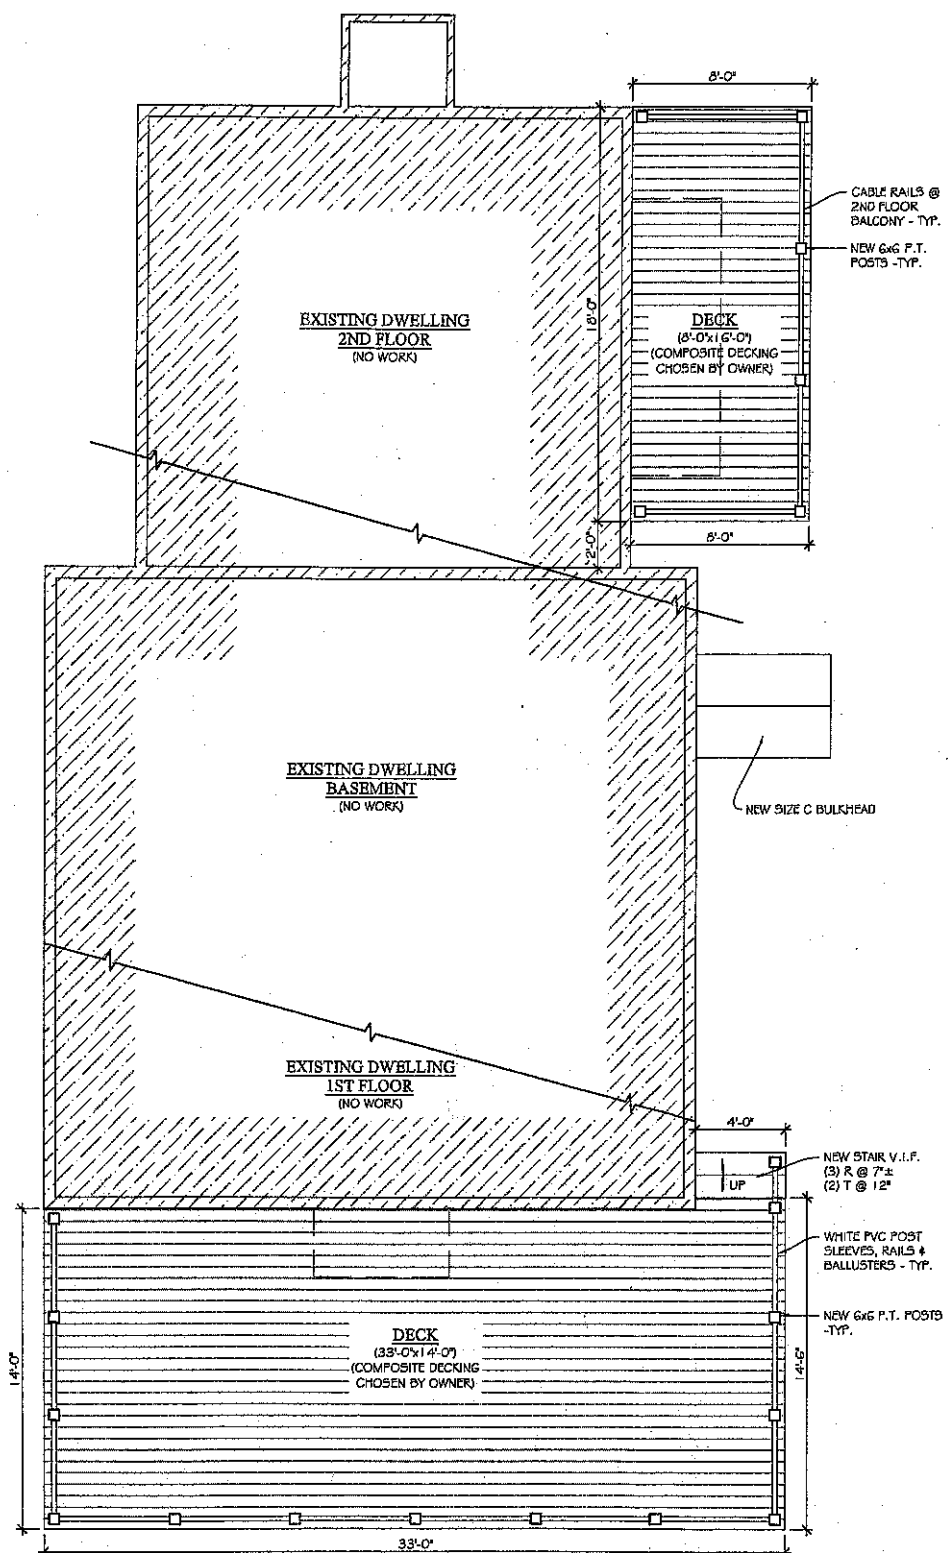 8'-0"
CABLE RAILS @
2ND FLOOR
BALCONY - TYP.
NEW 6x6 P.T.
POSTS -TYP.
18'-0"
EXISTING DWELLING
2ND FLOOR
(NO WORK)
DECK
(8'-0"x16'-0")
(COMPOSITE DECKING
CHOSEN BY OWNER)
2'-0"
8'-0"
EXISTING DWELLING
BASEMENT
(NO WORK)
NEW SIZE C BULKHEAD
EXISTING DWELLING
1ST FLOOR
(NO WORK)
4'-0"
NEW STAIR V.I.F.
(3) R @ 7"±
(2) T @ 12"
UP
WHITE PVC POST
SLEEVES, RAILS &
BALLUSTERS - TYP.
NEW 6x6 P.T. POSTS
-TYP.
DECK
(33'-0"x14'-0")
(COMPOSITE DECKING
CHOSEN BY OWNER)
14'-0"
14'-6"
33'-0"